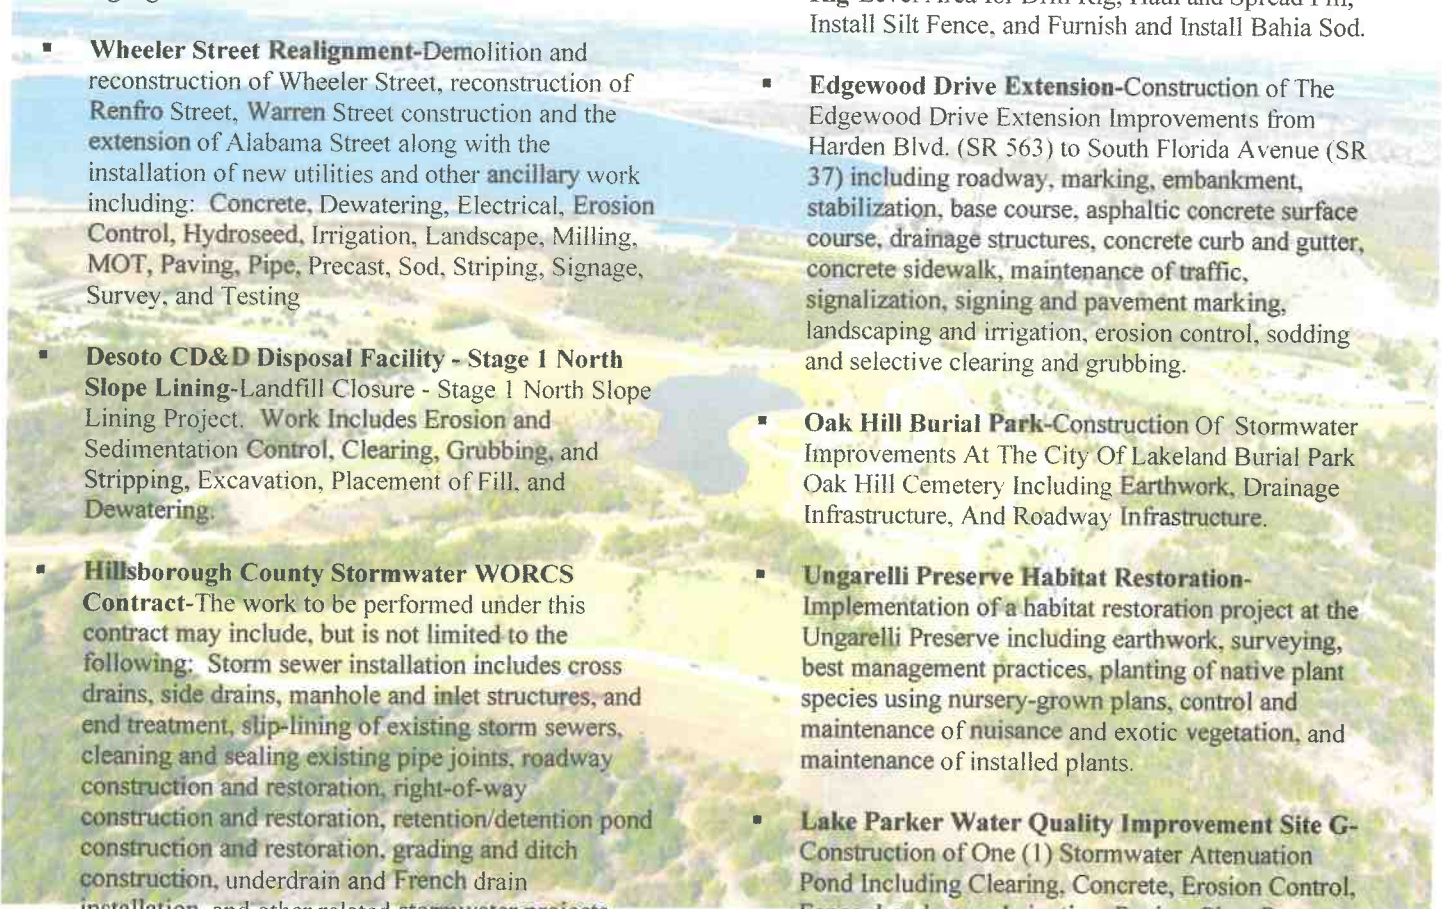 ▪ Wheeler Street Realignment-Demolition and
reconstruction of Wheeler Street, reconstruction of
Renfro Street, Warren Street construction and the
extension of Alabama Street along with the
installation of new utilities and other ancillary work
including: Concrete, Dewatering, Electrical, Erosion
Control, Hydroseed, Irrigation, Landscape, Milling,
MOT, Paving, Pipe, Precast, Sod, Striping, Signage,
Survey, and Testing
▪ Desoto CD&D Disposal Facility - Stage 1 North
Slope Lining-Landfill Closure - Stage 1 North Slope
Lining Project. Work Includes Erosion and
Sedimentation Control, Clearing, Grubbing, and
Stripping, Excavation, Placement of Fill, and
Dewatering.
▪ Hillsborough County Stormwater WORCS
Contract-The work to be performed under this
contract may include, but is not limited to the
following: Storm sewer installation includes cross
drains, side drains, manhole and inlet structures, and
end treatment, slip-lining of existing storm sewers,
cleaning and sealing existing pipe joints, roadway
construction and restoration, right-of-way
construction and restoration, retention/detention pond
construction and restoration, grading and ditch
construction, underdrain and French drain
installation, and other related stormwater projects
Install Silt Fence, and Furnish and Install Bahia Sod.
▪ Edgewood Drive Extension-Construction of The
Edgewood Drive Extension Improvements from
Harden Blvd. (SR 563) to South Florida Avenue (SR
37) including roadway, marking, embankment,
stabilization, base course, asphaltic concrete surface
course, drainage structures, concrete curb and gutter,
concrete sidewalk, maintenance of traffic,
signalization, signing and pavement marking,
landscaping and irrigation, erosion control, sodding
and selective clearing and grubbing.
▪ Oak Hill Burial Park-Construction Of Stormwater
Improvements At The City Of Lakeland Burial Park
Oak Hill Cemetery Including Earthwork, Drainage
Infrastructure, And Roadway Infrastructure.
▪ Ungarelli Preserve Habitat Restoration-
Implementation of a habitat restoration project at the
Ungarelli Preserve including earthwork, surveying,
best management practices, planting of native plant
species using nursery-grown plans, control and
maintenance of nuisance and exotic vegetation, and
maintenance of installed plants.
▪ Lake Parker Water Quality Improvement Site G-
Construction of One (1) Stormwater Attenuation
Pond Including Clearing, Concrete, Erosion Control,